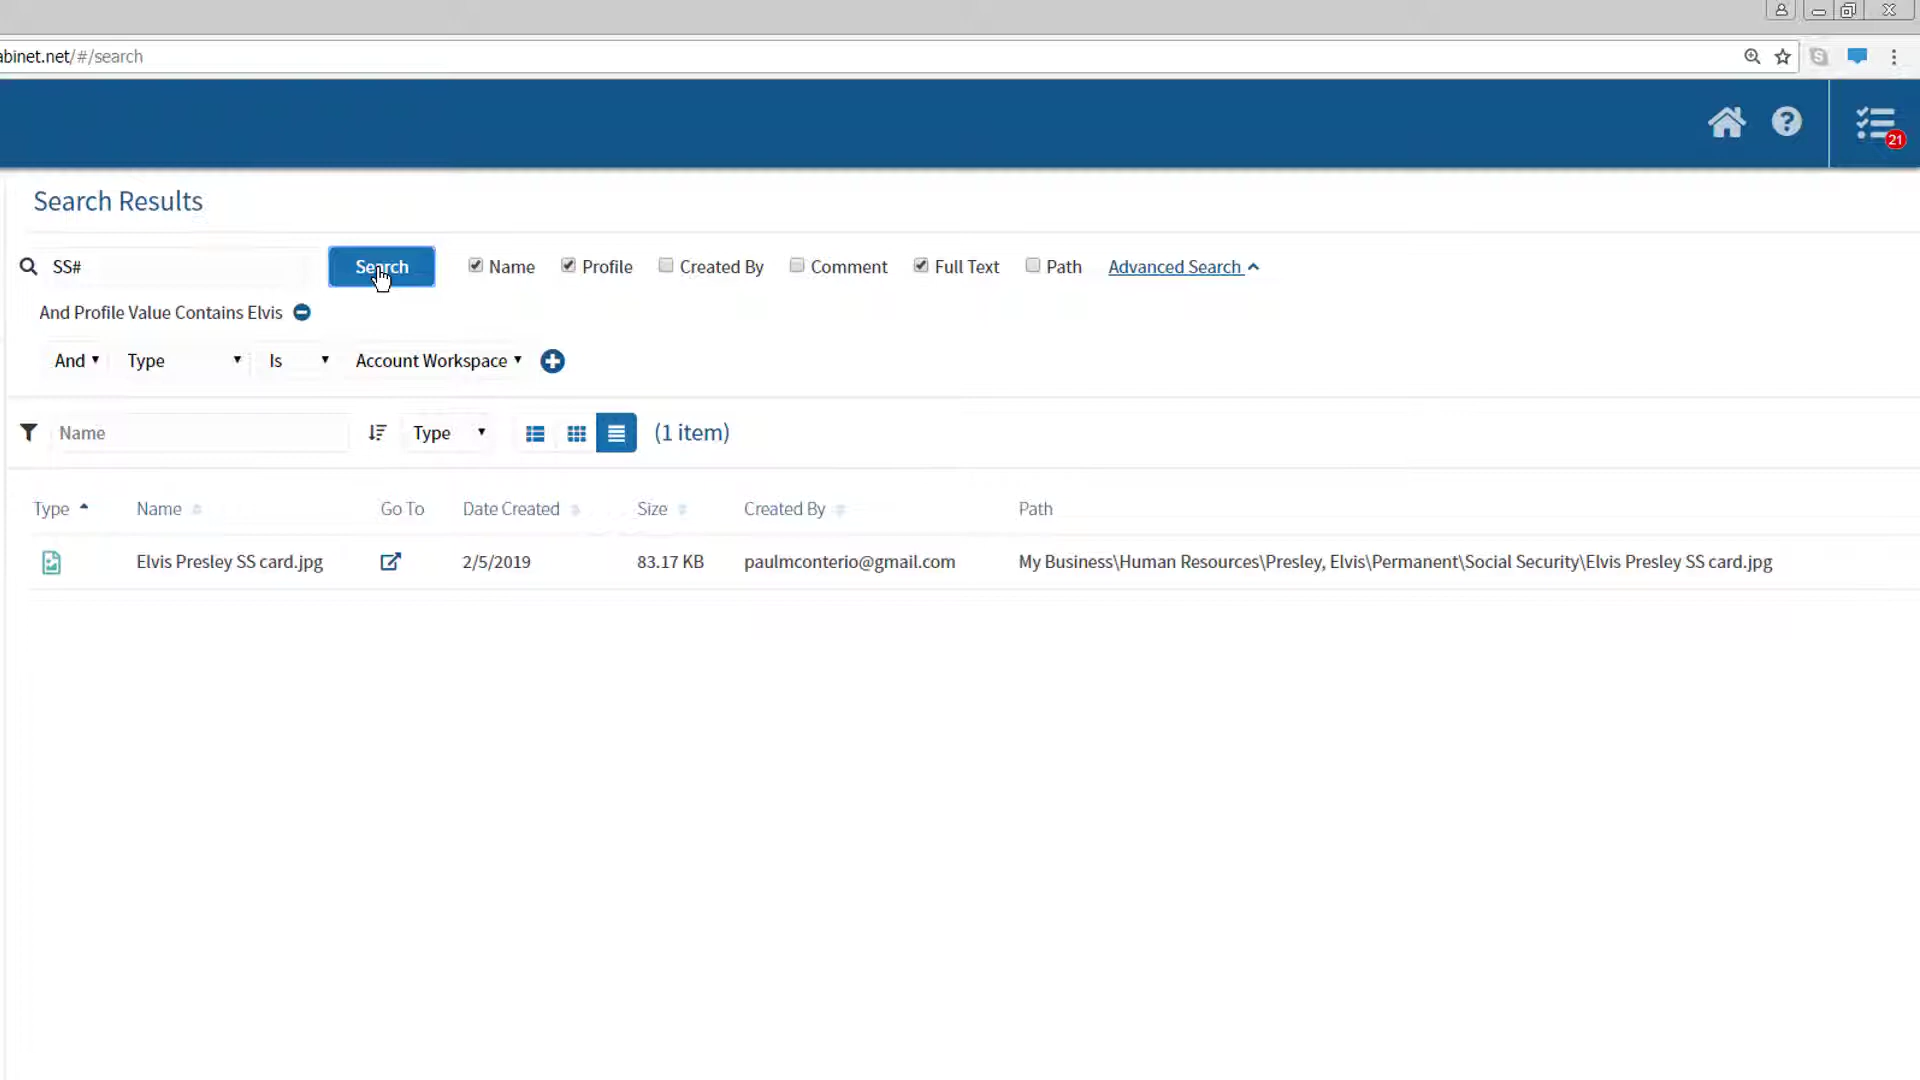 abinet.net/#/search
21
Search Results
SS# Search Name Profile Created By Comment Full Text Path Advanced Search
And Profile Value Contains Elvis
And Type Is Account Workspace
Name Type (1 item)
Type Name Go To Date Created Size Created By Path
Elvis Presley SS card.jpg 2/5/2019 83.17 KB paulmconterio@gmail.com My Business\Human Resources\Presley, Elvis\Permanent\Social Security\Elvis Presley SS card.jpg